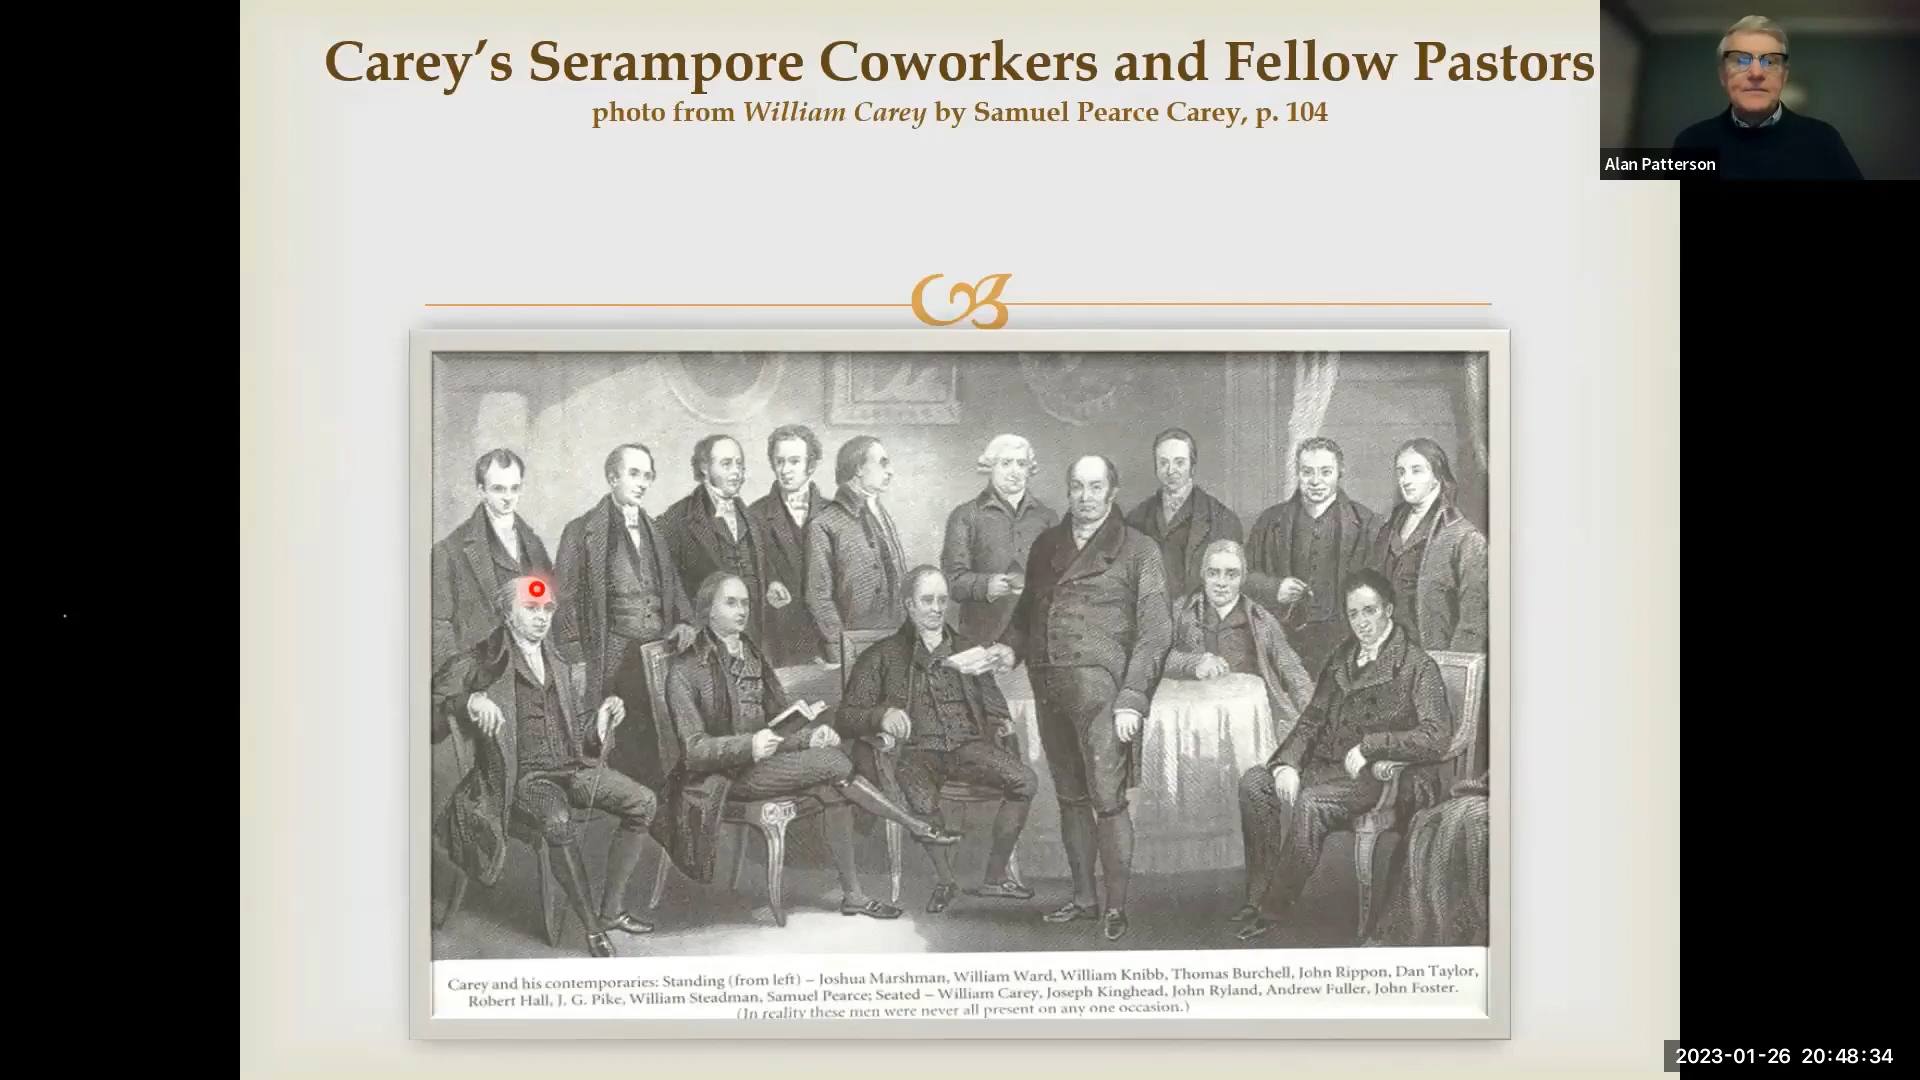 Carey’s Serampore Coworkers and Fellow Pastors
photo from William Carey by Samuel Pearce Carey, p. 104
Alan Patterson
Carey and his contemporaries: Standing (from left) – Joshua Marshman, William Ward, William Knibb, Thomas Burchell, John Rippon, Dan Taylor,
Robert Hall, J. G. Pike, William Steadman, Samuel Pearce; Seated – William Carey, Joseph Kinghead, John Ryland, Andrew Fuller, John Foster.
(In reality these men were never all present on any one occasion.)
2023-01-26 20:48:34